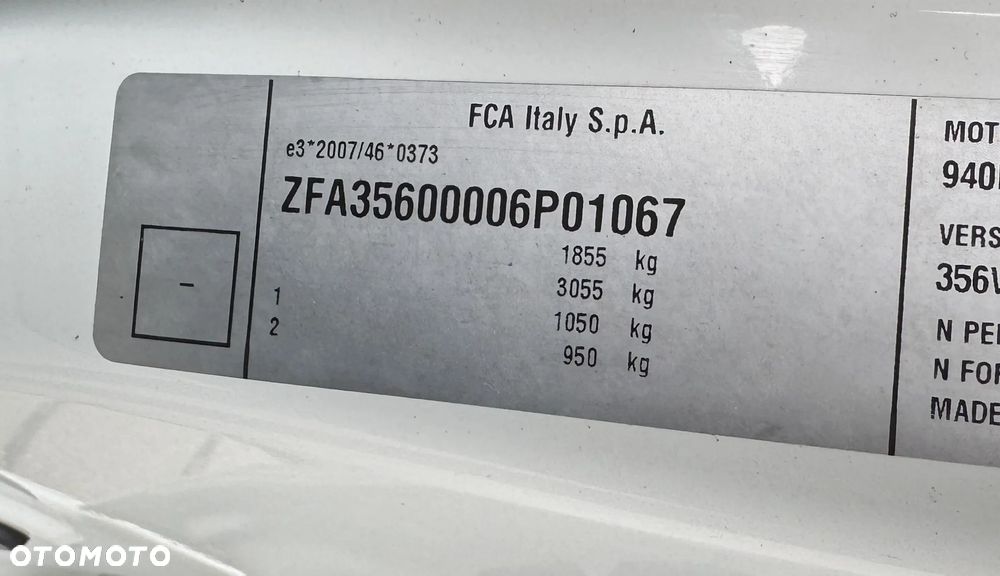 FCA Italy S.p.A.
e3*2007/46*0373
ZFA35600006P01067
1855 kg
1 3055 kg
2 1050 kg
950 kg
-
MOT
940
VERS
356V
N PE
N FOR
MADE
OTOMOTO